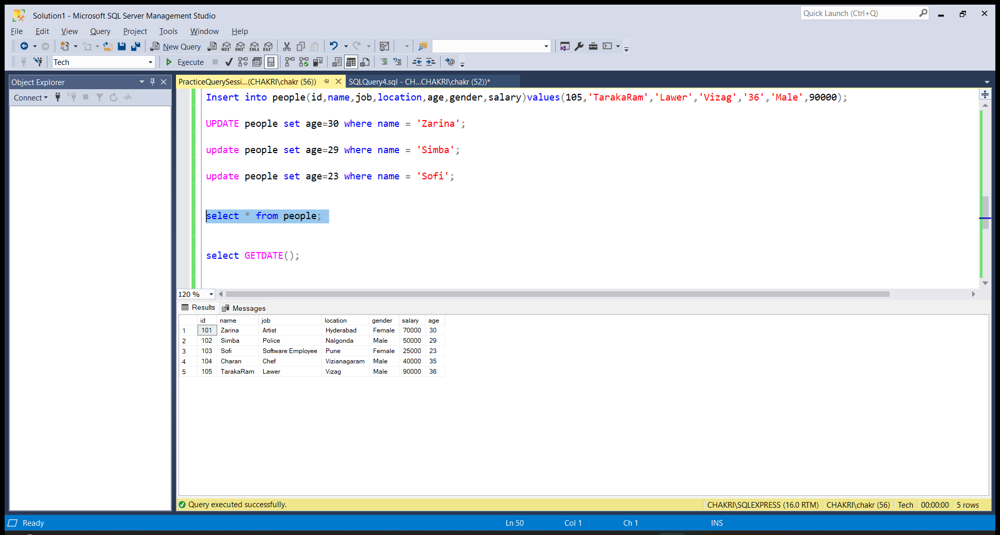 Solution1 - Microsoft SQL Server Management Studio
Quick Launch (Ctrl+Q)
File Edit View Query Project Tools Window Help
New Query MDX DMX XMLA DAX
Tech Execute
Object Explorer
Connect
PracticeQuerySessi...(CHAKRI\chakr (56)) SQLQuery4.sql - CH...CHAKRI\chakr (52))*
Insert into people(id,name,job,location,age,gender,salary)values(105,'TarakaRam','Lawer','Vizag','36','Male',90000);
UPDATE people set age=30 where name = 'Zarina';
update people set age=29 where name = 'Simba';
update people set age=23 where name = 'Sofi';
select * from people;
select GETDATE();
120 %
Results Messages
id name job location gender salary age
1 101 Zarina Artist Hyderabad Female 70000 30
2 102 Simba Police Nalgonda Male 50000 29
3 103 Sofi Software Employee Pune Female 25000 23
4 104 Charan Chef Vizianagaram Male 40000 35
5 105 TarakaRam Lawer Vizag Male 90000 36
Query executed successfully. CHAKRI\SQLEXPRESS (16.0 RTM) CHAKRI\chakr (56) Tech 00:00:00 5 rows
Ready Ln 50 Col 1 Ch 1 INS